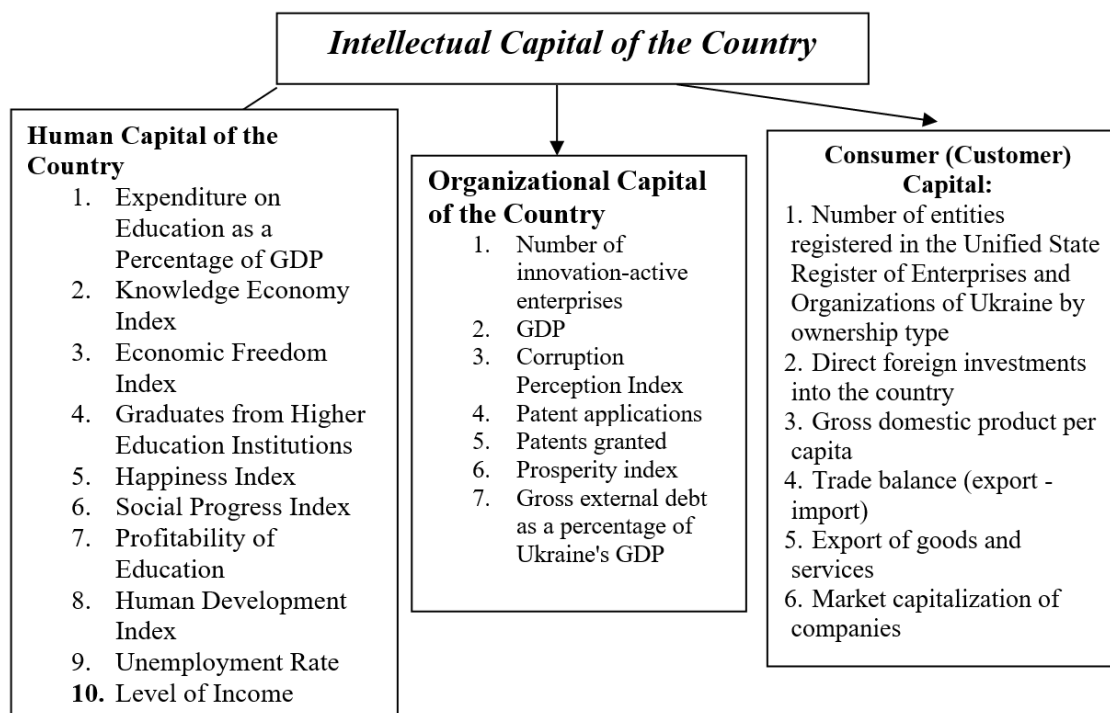 Intellectual Capital of the Country
Human Capital of the
Country
1. Expenditure on
Education as a
Percentage of GDP
2. Knowledge Economy
Index
3. Economic Freedom
Index
4. Graduates from Higher
Education Institutions
5. Happiness Index
6. Social Progress Index
7. Profitability of
Education
8. Human Development
Index
9. Unemployment Rate
10. Level of Income
Organizational Capital
of the Country
1. Number of
innovation-active
enterprises
2. GDP
3. Corruption
Perception Index
4. Patent applications
5. Patents granted
6. Prosperity index
7. Gross external debt
as a percentage of
Ukraine's GDP
Consumer (Customer)
Capital:
1. Number of entities
registered in the Unified State
Register of Enterprises and
Organizations of Ukraine by
ownership type
2. Direct foreign investments
into the country
3. Gross domestic product per
capita
4. Trade balance (export -
import)
5. Export of goods and
services
6. Market capitalization of
companies